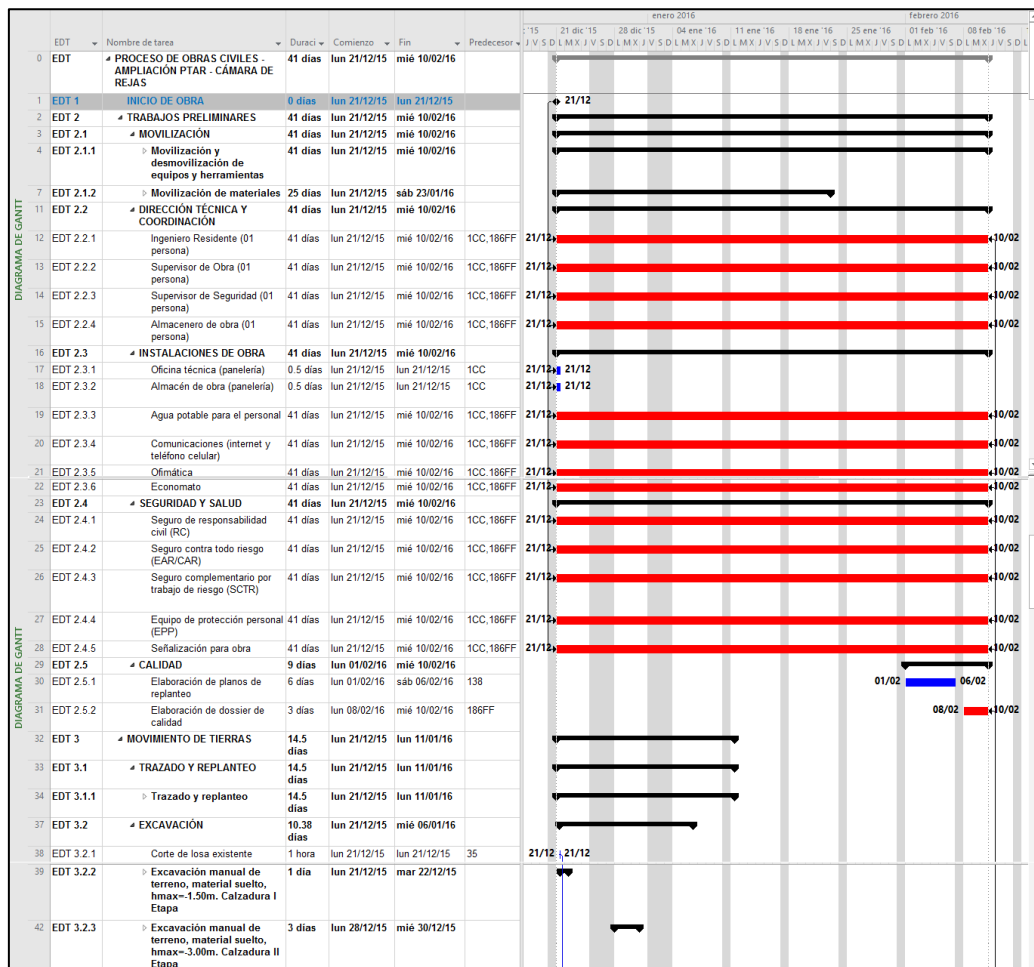 enero 2016 febrero 2016
EDT Nombre de tarea Duraci Comienzo Fin Predecesor '15 21 dic '15 28 dic '15 04 ene '16 11 ene '16 18 ene '16 25 ene '16 01 feb '16 08 feb '16
J V S D L M X J V S D L M X J V S D L M X J V S D L M X J V S D L M X J V S D L M X J V S D L M X J V S D L M X J V S D L
0 EDT PROCESO DE OBRAS CIVILES - 41 días lun 21/12/15 mié 10/02/16
AMPLIACIÓN PTAR - CÁMARA DE
REJAS
1 EDT 1 INICIO DE OBRA 0 días lun 21/12/15 lun 21/12/15 21/12
2 EDT 2 TRABAJOS PRELIMINARES 41 días lun 21/12/15 mié 10/02/16
3 EDT 2.1 MOVILIZACIÓN 41 días lun 21/12/15 mié 10/02/16
4 EDT 2.1.1 Movilización y 41 días lun 21/12/15 mié 10/02/16
desmovilización de
equipos y herramientas
7 EDT 2.1.2 Movilización de materiales 25 días lun 21/12/15 sáb 23/01/16
11 EDT 2.2 DIRECCIÓN TÉCNICA Y 41 días lun 21/12/15 mié 10/02/16
COORDINACIÓN
12 EDT 2.2.1 Ingeniero Residente (01 41 días lun 21/12/15 mié 10/02/16 1CC,186FF 21/12 10/02
persona)
13 EDT 2.2.2 Supervisor de Obra (01 41 días lun 21/12/15 mié 10/02/16 1CC,186FF 21/12 10/02
persona)
14 EDT 2.2.3 Supervisor de Seguridad (01 41 días lun 21/12/15 mié 10/02/16 1CC,186FF 21/12 10/02
persona)
15 EDT 2.2.4 Almacenero de obra (01 41 días lun 21/12/15 mié 10/02/16 1CC,186FF 21/12 10/02
persona)
16 EDT 2.3 INSTALACIONES DE OBRA 41 días lun 21/12/15 mié 10/02/16
17 EDT 2.3.1 Oficina técnica (panelería) 0.5 días lun 21/12/15 lun 21/12/15 1CC 21/12 21/12
18 EDT 2.3.2 Almacén de obra (panelería) 0.5 días lun 21/12/15 lun 21/12/15 1CC 21/12 21/12
19 EDT 2.3.3 Agua potable para el personal 41 días lun 21/12/15 mié 10/02/16 1CC,186FF 21/12 10/02
20 EDT 2.3.4 Comunicaciones (internet y 41 días lun 21/12/15 mié 10/02/16 1CC,186FF 21/12 10/02
teléfono celular)
21 EDT 2.3.5 Ofimática 41 días lun 21/12/15 mié 10/02/16 1CC,186FF 21/12 10/02
DIAGRAMA DE GANTT
22 EDT 2.3.6 Economato 41 días lun 21/12/15 mié 10/02/16 1CC,186FF 21/12 10/02
23 EDT 2.4 SEGURIDAD Y SALUD 41 días lun 21/12/15 mié 10/02/16
24 EDT 2.4.1 Seguro de responsabilidad 41 días lun 21/12/15 mié 10/02/16 1CC,186FF 21/12 10/02
civil (RC)
25 EDT 2.4.2 Seguro contra todo riesgo 41 días lun 21/12/15 mié 10/02/16 1CC,186FF 21/12 10/02
(EAR/CAR)
26 EDT 2.4.3 Seguro complementario por 41 días lun 21/12/15 mié 10/02/16 1CC,186FF 21/12 10/02
trabajo de riesgo (SCTR)
27 EDT 2.4.4 Equipo de protección personal 41 días lun 21/12/15 mié 10/02/16 1CC,186FF 21/12 10/02
(EPP)
28 EDT 2.4.5 Señalización para obra 41 días lun 21/12/15 mié 10/02/16 1CC,186FF 21/12 10/02
29 EDT 2.5 CALIDAD 9 días lun 01/02/16 mié 10/02/16
30 EDT 2.5.1 Elaboración de planos de 6 días lun 01/02/16 sáb 06/02/16 138 01/02 06/02
replanteo
31 EDT 2.5.2 Elaboración de dossier de 3 días lun 08/02/16 mié 10/02/16 186FF 08/02 10/02
calidad
32 EDT 3 MOVIMIENTO DE TIERRAS 14.5 lun 21/12/15 lun 11/01/16
días
33 EDT 3.1 TRAZADO Y REPLANTEO 14.5 lun 21/12/15 lun 11/01/16
días
34 EDT 3.1.1 Trazado y replanteo 14.5 lun 21/12/15 lun 11/01/16
días
37 EDT 3.2 EXCAVACIÓN 10.38 lun 21/12/15 mié 06/01/16
días
38 EDT 3.2.1 Corte de losa existente 1 hora lun 21/12/15 lun 21/12/15 35 21/12 21/12
DIAGRAMA DE GANTT
39 EDT 3.2.2 Excavación manual de 1 día lun 21/12/15 mar 22/12/15
terreno, material suelto,
hmax=-1.50m. Calzadura I
Etapa
42 EDT 3.2.3 Excavación manual de 3 días lun 28/12/15 mié 30/12/15
terreno, material suelto,
hmax=-3.00m. Calzadura II
Etapa